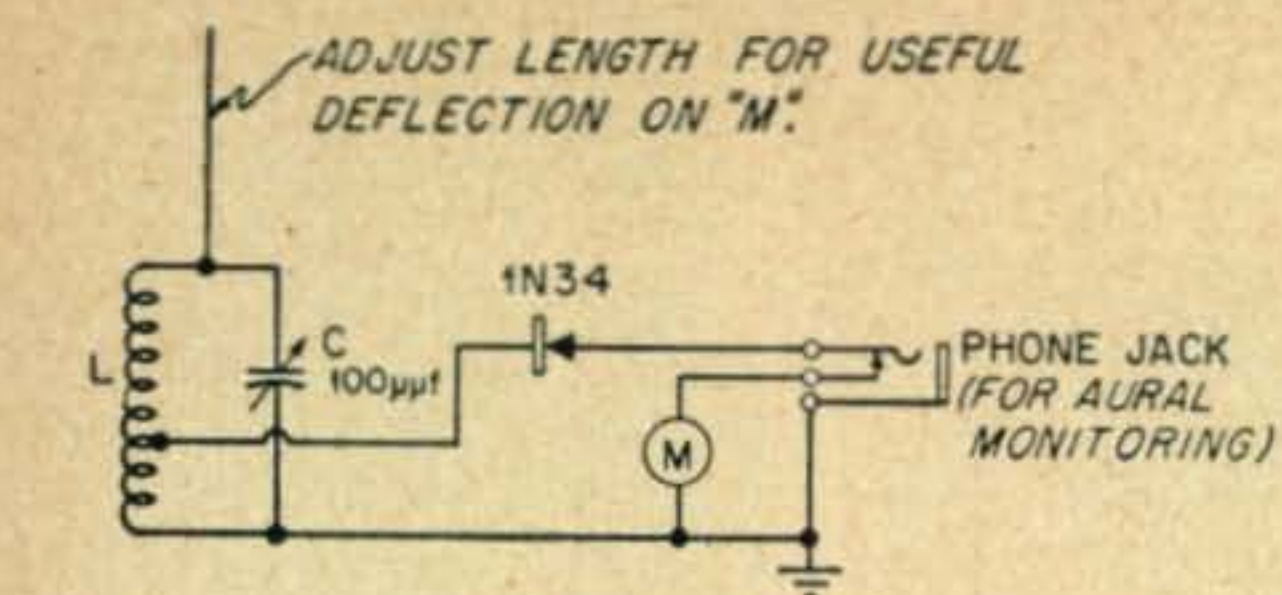 ADJUST LENGTH FOR USEFUL
DEFLECTION ON "M".
1N34
L
C
100μμf
M
PHONE JACK
(FOR AURAL
MONITORING)